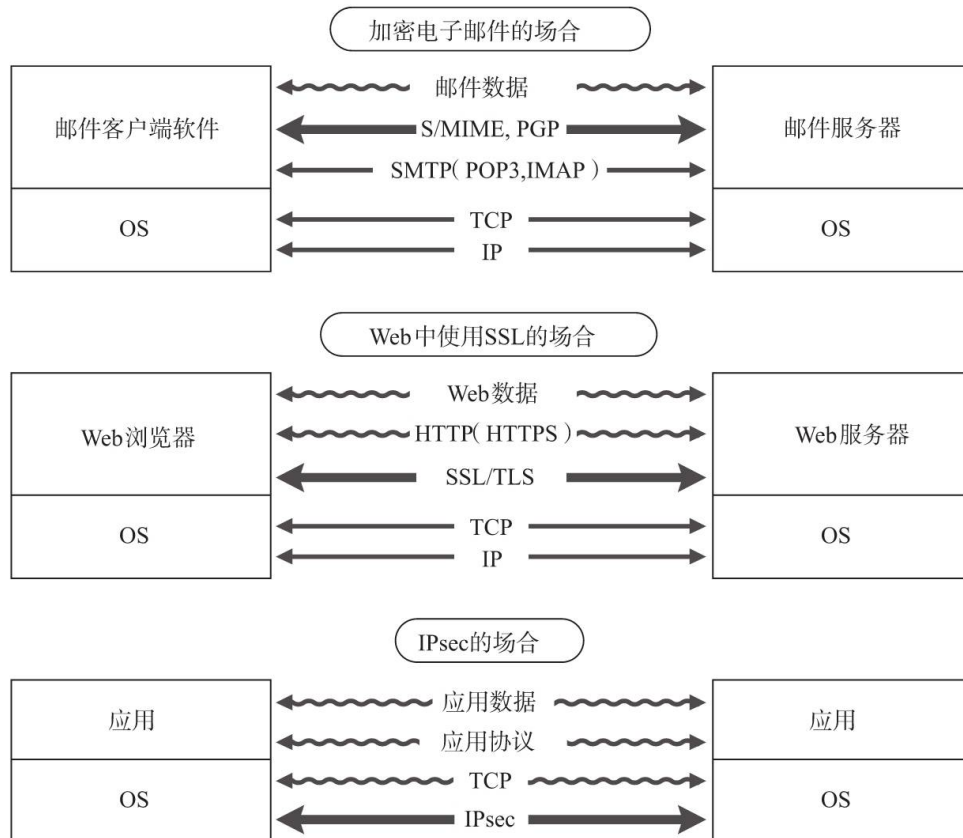 加密电子邮件的场合
邮件数据
邮件客户端软件
S/MIME, PGP
邮件服务器
SMTP( POP3,IMAP )
OS
TCP
IP
OS
Web中使用SSL的场合
Web数据
Web浏览器
HTTP( HTTPS )
Web服务器
SSL/TLS
OS
TCP
IP
OS
IPsec的场合
应用
应用数据
应用
应用协议
OS
TCP
IPsec
OS